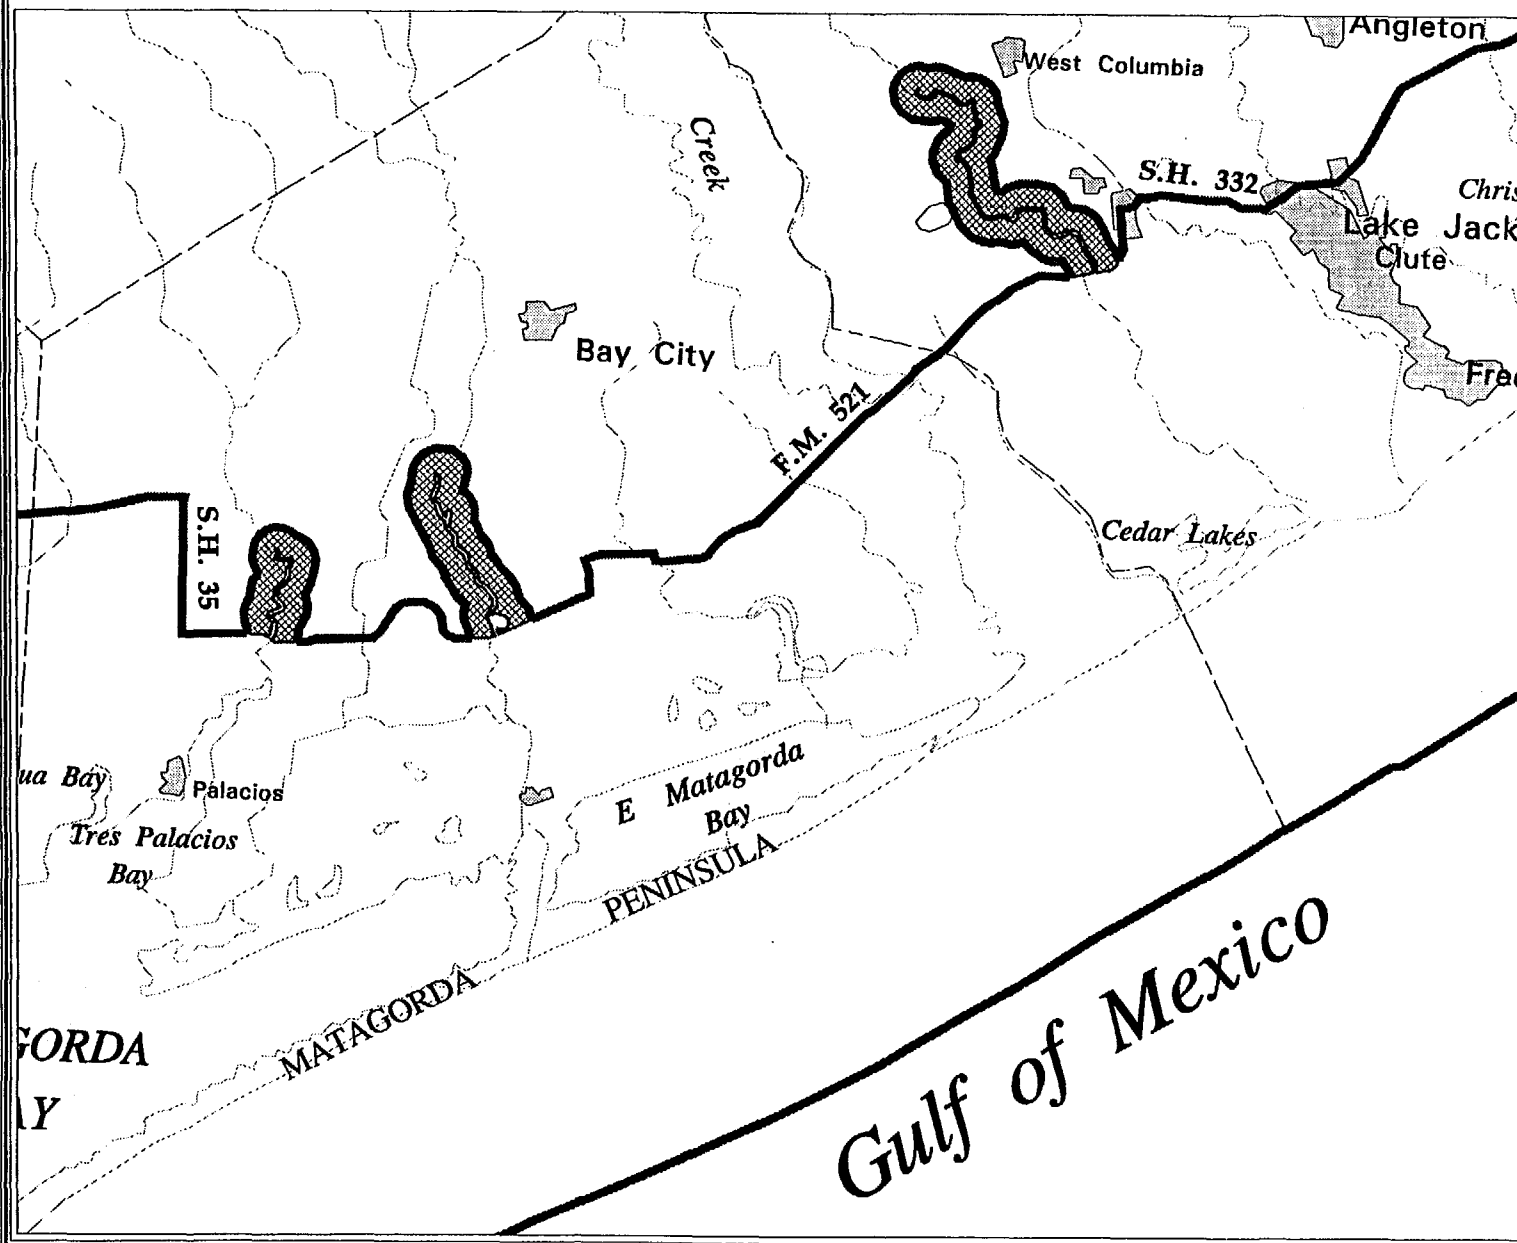 Angleton
West Columbia
Creek
S.H. 332
Chris
Lake Jack
Clute
Bay City
Fre
F.M. 521
S.H. 35
Cedar Lakes
ua Bay
Palacios
E Matagorda
Bay
Tres Palacios
Bay
PENINSULA
MATAGORDA
GORDA
AY
Gulf of Mexico